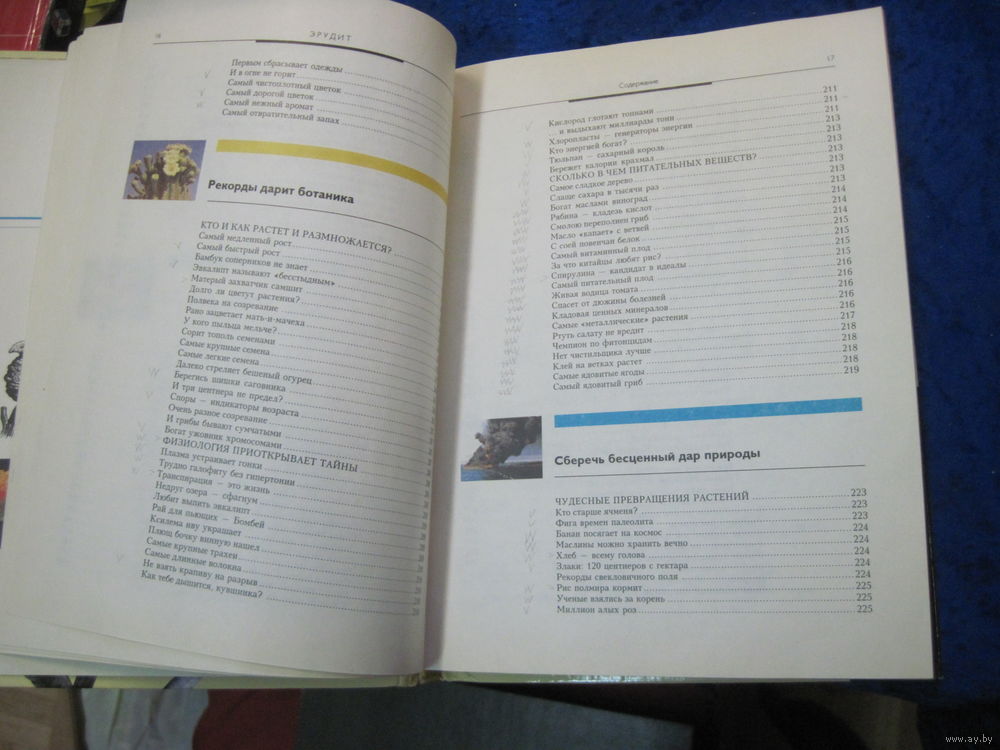 16
ЭРУДИТ
Первым сбрасывает одежды
И в огне не горит
Самый чистоплотный цветок
Самый дорогой цветок
Самый нежный аромат
Самый отвратительный запах
Рекорды дарит ботаника
КТО И КАК РАСТЕТ И РАЗМНОЖАЕТСЯ?
Самый медленный рост
Самый быстрый рост
Бамбук соперников не знает
Эвкалипт называют «бесстыдным»
Матерый захватчик самшит
Долго ли цветут растения?
Полвека на созревание
Рано зацветает мать-и-мачеха
У кого пыльца мельче?
Сорит тополь семенами
Самые крупные семена
Самые легкие семена
Далеко стреляет бешеный огурец
Берегись шишки саговника
И три центнера не предел?
Споры — индикаторы возраста
Очень разное созревание
И грибы бывают сумчатыми
Богат ужовник хромосомами
ФИЗИОЛОГИЯ ПРИОТКРЫВАЕТ ТАЙНЫ
Плазма устраивает гонки
Трудно галофиту без гипертонии
Транспирация — это жизнь
Недруг озера — сфагнум
Любит выпить эвкалипт
Рай для пьющих — Бомбей
Ксилема иву украшает
Плющ бочку винную нашел
Самые крупные трахеи
Самые длинные волокна
Не взять крапиву на разрыв
Как тебе дышится, кувшинка?
Содержание
17
Кислород глотают тоннами 211
... и выдыхают миллиарды тонн 211
Хлоропласты — генераторы энергии 211
Кто энергией богат? 213
Тюльпан — сахарный король 213
Бережет калории крахмал 213
СКОЛЬКО В ЧЕМ ПИТАТЕЛЬНЫХ ВЕЩЕСТВ? 213
Самое сладкое дерево 213
Слаще сахара в тысячи раз 213
Богат маслами виноград 213
Рябина — кладезь кислот 214
Смолою переполнен гриб 214
Масло «капает» с ветвей 214
С соей повенчан белок 215
Самый витаминный плод 215
За что китайцы любят рис? 215
Спирулина — кандидат в идеалы 215
Самый питательный плод 216
Живая водица томата 216
Спасет от дюжины болезней 216
Кладовая ценных минералов 216
Самые «металлические» растения 216
Ртуть салату не вредит 217
Чемпион по фитонцидам 218
Нет чистильщика лучше 218
Клей на ветках растет 218
Самые ядовитые ягоды 218
Самый ядовитый гриб 219
Сберечь бесценный дар природы
ЧУДЕСНЫЕ ПРЕВРАЩЕНИЯ РАСТЕНИЙ 223
Кто старше ячменя? 223
Фига времен палеолита 223
Банан посягает на космос 224
Маслины можно хранить вечно 224
Хлеб — всему голова 224
Злаки: 120 центнеров с гектара 224
Рекорды свекловичного поля 224
Рис полмира кормит 225
Ученые взялись за корень 225
Миллион алых роз 225
www.ay.by